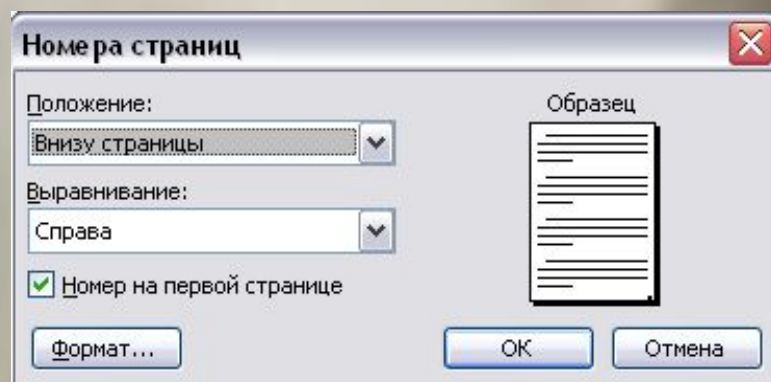 Номера страниц
Положение:
Внизу страницы
Выравнивание:
Справа
Номер на первой странице
Формат...
Образец
ОК
Отмена